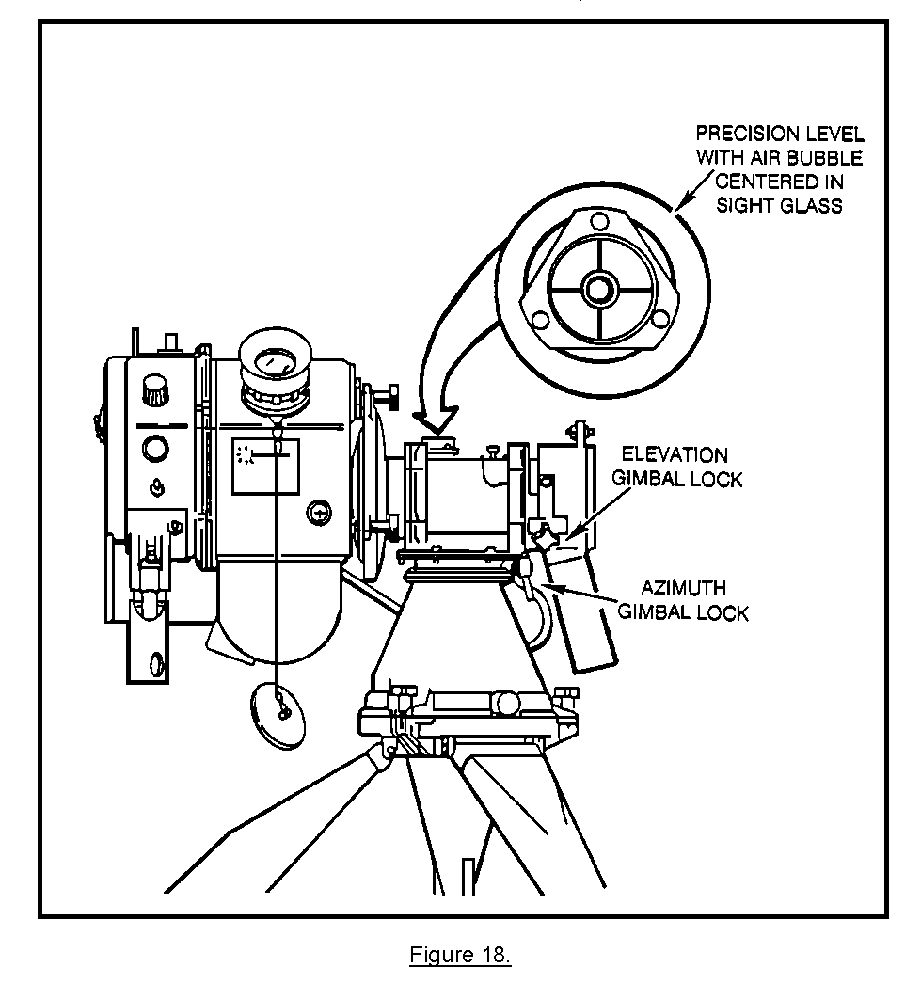 PRECISION LEVEL
WITH AIR BUBBLE
CENTERED IN
SIGHT GLASS
ELEVATION
GIMBAL LOCK
AZIMUTH
GIMBAL LOCK
Figure 18.